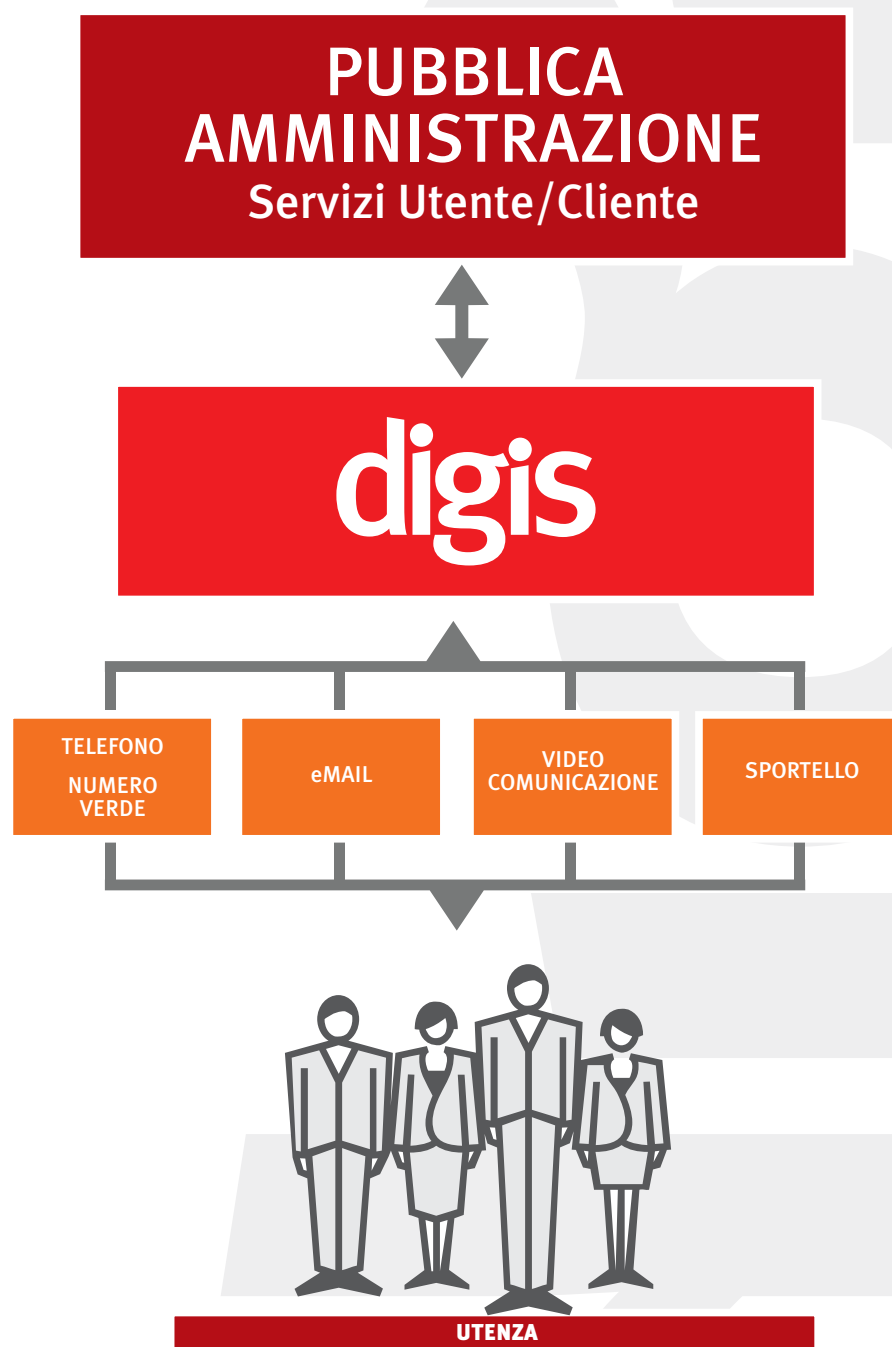 PUBBLICA
AMMINISTRAZIONE
Servizi Utente/Cliente
digis
TELEFONO
NUMERO
VERDE
eMAIL
VIDEO
COMUNICAZIONE
SPORTELLO
UTENZA